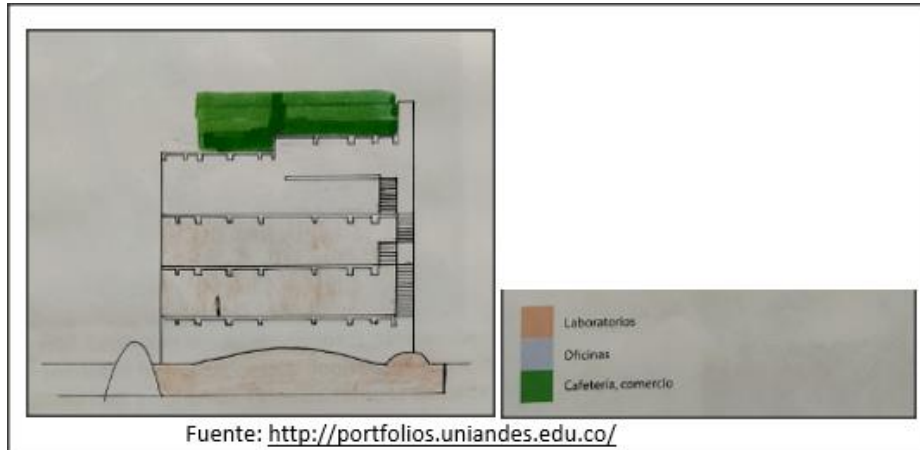 Laboratorios
Oficinas
Cafetería, comercio
Fuente: http://portfolios.uniandes.edu.co/